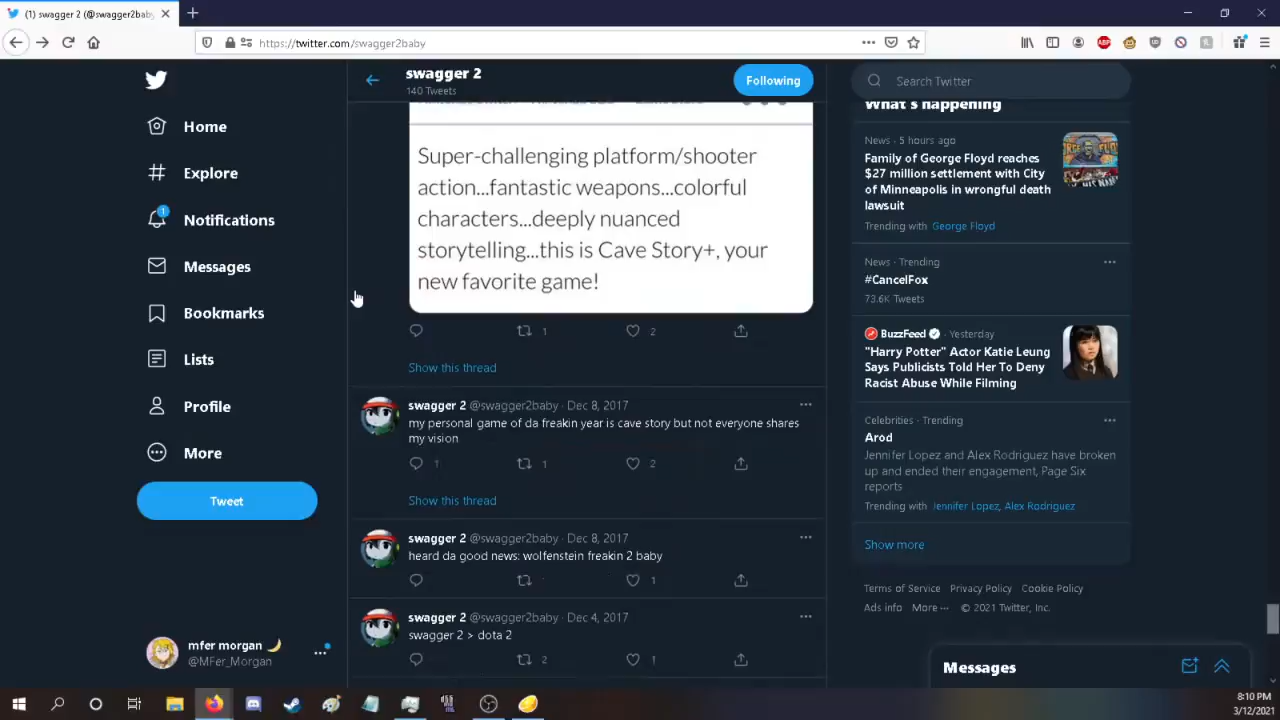 (1) swagger 2 (@swagger2baby
https://twitter.com/swagger2baby
Home
Explore
1
Notifications
Messages
Bookmarks
Lists
Profile
More
Tweet
mfer morgan 🌙
@MFer_Morgan
swagger 2
140 Tweets
Following
Super-challenging platform/shooter
action...fantastic weapons...colorful
characters...deeply nuanced
storytelling...this is Cave Story+, your
new favorite game!
1 2
Show this thread
swagger 2 @swagger2baby · Dec 8, 2017
my personal game of da freakin year is cave story but not everyone shares
my vision
1 1 2
Show this thread
swagger 2 @swagger2baby · Dec 8, 2017
heard da good news: wolfenstein freakin 2 baby
1
swagger 2 @swagger2baby · Dec 4, 2017
swagger 2 > dota 2
2 1
Search Twitter
What's happening
News · 5 hours ago
Family of George Floyd reaches
$27 million settlement with City
of Minneapolis in wrongful death
lawsuit
Trending with George Floyd
News · Trending
#CancelFox
73.6K Tweets
BuzzFeed · Yesterday
"Harry Potter" Actor Katie Leung
Says Publicists Told Her To Deny
Racist Abuse While Filming
Celebrities · Trending
Arod
Jennifer Lopez and Alex Rodriguez have broken
up and ended their engagement, Page Six
reports
Trending with Jennifer Lopez, Alex Rodriguez
Show more
Terms of Service Privacy Policy Cookie Policy
Ads info More ··· © 2021 Twitter, Inc.
Messages
8:10 PM
3/12/2021